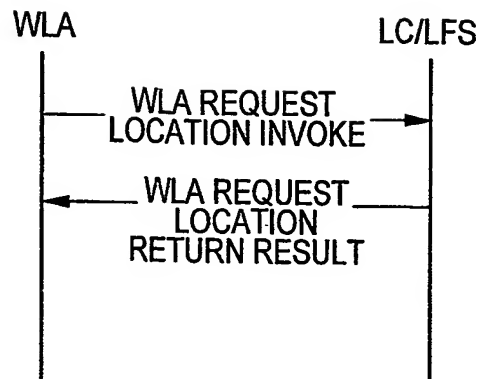 WLA
LC/LFS
WLA REQUEST
LOCATION INVOKE
WLA REQUEST
LOCATION
RETURN RESULT